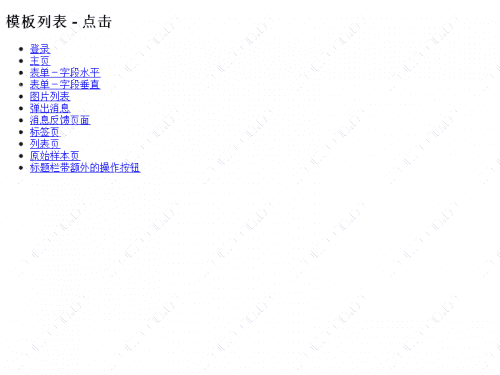 模板列表 - 点击
登录
主页
表单－字段水平
表单－字段垂直
图片列表
弹出消息
消息反馈页面
标签页
列表页
原始样本页
标题栏带额外的操作按钮